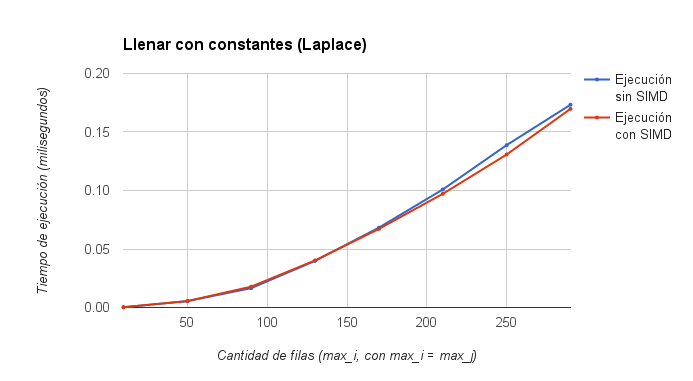 Llenar con constantes (Laplace)
0.20
0.15
0.10
0.05
0.00
Tiempo de ejecución (milisegundos)
50
100
150
200
250
Cantidad de filas (max_i, con max_i = max_j)
Ejecución
sin SIMD
Ejecución
con SIMD